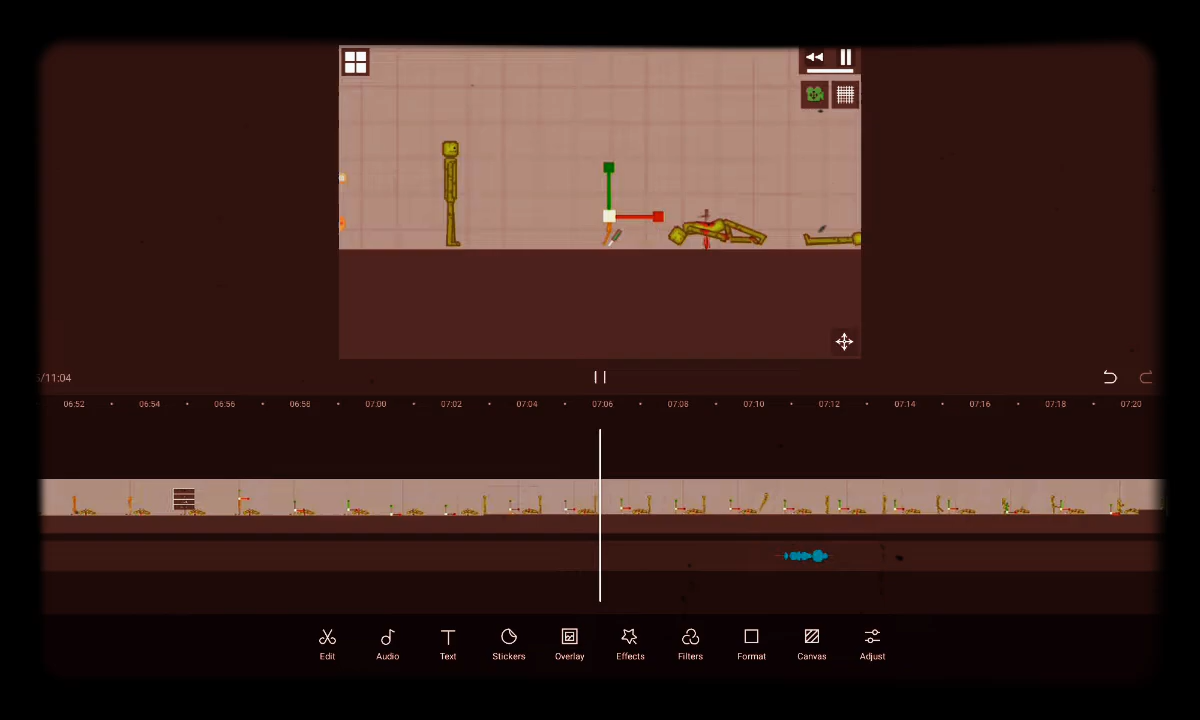 /11:04
06:52 06:54 06:56 06:58 07:00 07:02 07:04 07:06 07:08 07:10 07:12 07:14 07:16 07:18 07:20
Edit Audio Text Stickers Overlay Effects Filters Format Canvas Adjust